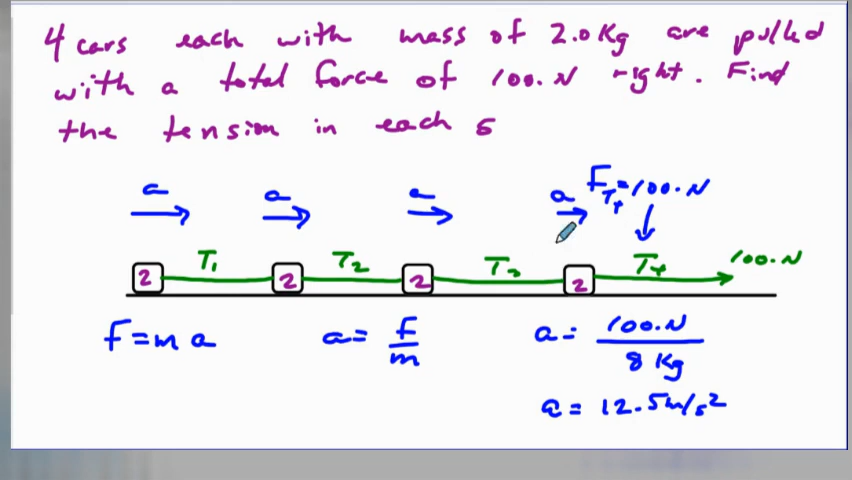 4 cars each with mass of 2.0 Kg are pulled
with a total force of 100. N right. Find
the tension in each s
a a a a F_T4 = 100. N
T1 T2 T3 T4 100. N
2 2 2 2
F = m a a = F/m a = 100. N / 8 Kg
a = 12.5 m/s²